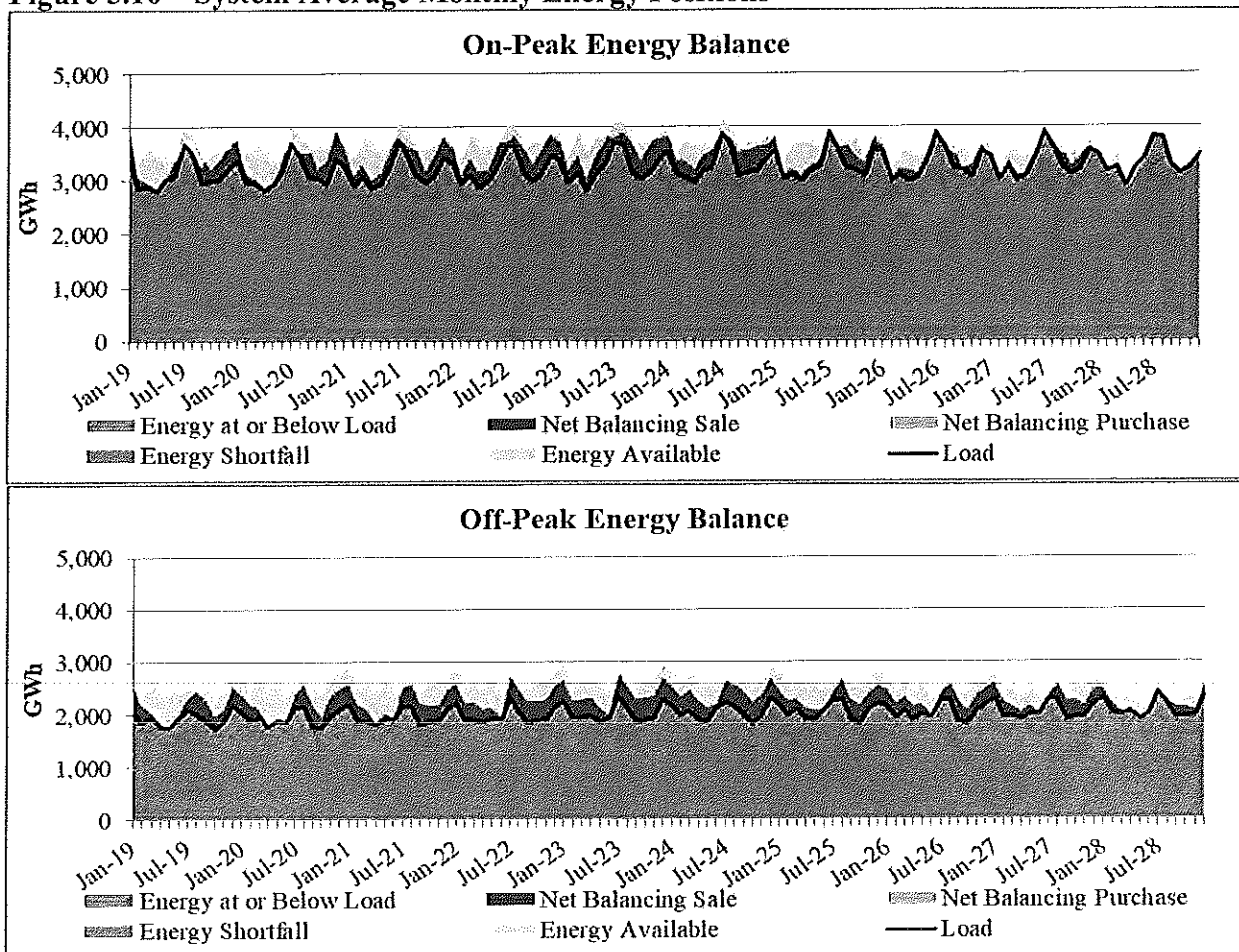 Figure 5.10 – System Average Monthly Energy Positions
On-Peak Energy Balance
5,000
4,000
3,000
2,000
1,000
0
GWh
Jan-19 Jul-19 Jan-20 Jul-20 Jan-21 Jul-21 Jan-22 Jul-22 Jan-23 Jul-23 Jan-24 Jul-24 Jan-25 Jul-25 Jan-26 Jul-26 Jan-27 Jul-27 Jan-28 Jul-28
Energy at or Below Load Net Balancing Sale Net Balancing Purchase
Energy Shortfall Energy Available Load
Off-Peak Energy Balance
5,000
4,000
3,000
2,000
1,000
0
GWh
Jan-19 Jul-19 Jan-20 Jul-20 Jan-21 Jul-21 Jan-22 Jul-22 Jan-23 Jul-23 Jan-24 Jul-24 Jan-25 Jul-25 Jan-26 Jul-26 Jan-27 Jul-27 Jan-28 Jul-28
Energy at or Below Load Net Balancing Sale Net Balancing Purchase
Energy Shortfall Energy Available Load